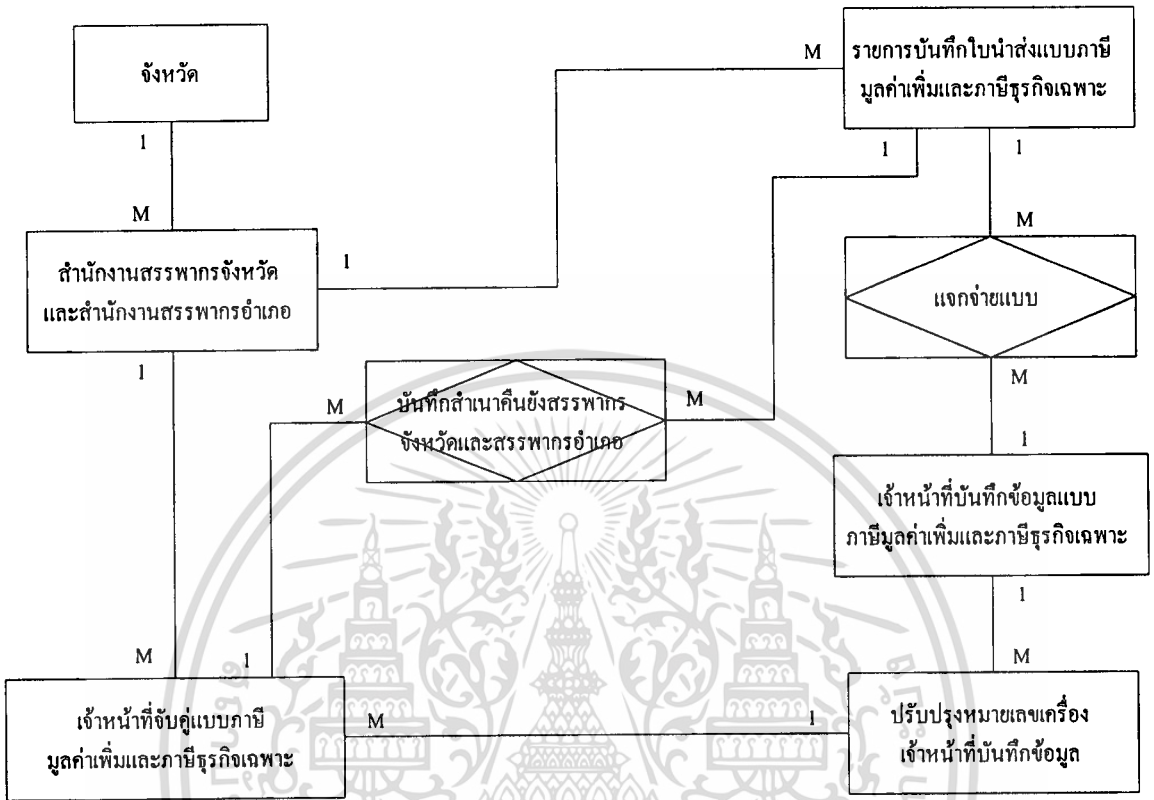 จังหวัด
1
M
สำนักงานสรรพากรจังหวัด
และสำนักงานสรรพากรอำเภอ
1
1
M
รายการบันทึกใบนำส่งแบบภาษี
มูลค่าเพิ่มและภาษีธุรกิจเฉพาะ
1
1
M
แจกจ่ายแบบ
M
M
บันทึกสำเนาคืนยังสรรพากร
จังหวัดและสรรพากรอำเภอ
M
1
เจ้าหน้าที่บันทึกข้อมูลแบบ
ภาษีมูลค่าเพิ่มและภาษีธุรกิจเฉพาะ
1
M
M
1
เจ้าหน้าที่จับคู่แบบภาษี
มูลค่าเพิ่มและภาษีธุรกิจเฉพาะ
M
1
ปรับปรุงหมายเลขเครื่อง
เจ้าหน้าที่บันทึกข้อมูล